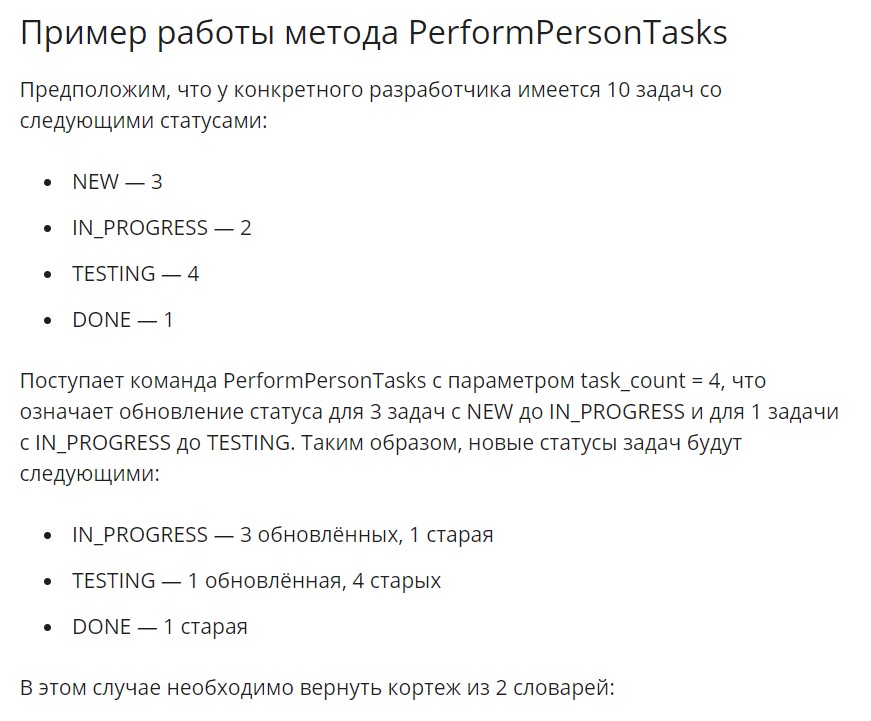 Пример работы метода PerformPersonTasks
Предположим, что у конкретного разработчика имеется 10 задач со
следующими статусами:
• NEW — 3
• IN_PROGRESS — 2
• TESTING — 4
• DONE — 1
Поступает команда PerformPersonTasks с параметром task_count = 4, что
означает обновление статуса для 3 задач с NEW до IN_PROGRESS и для 1 задачи
с IN_PROGRESS до TESTING. Таким образом, новые статусы задач будут
следующими:
• IN_PROGRESS — 3 обновлённых, 1 старая
• TESTING — 1 обновлённая, 4 старых
• DONE — 1 старая
В этом случае необходимо вернуть кортеж из 2 словарей: